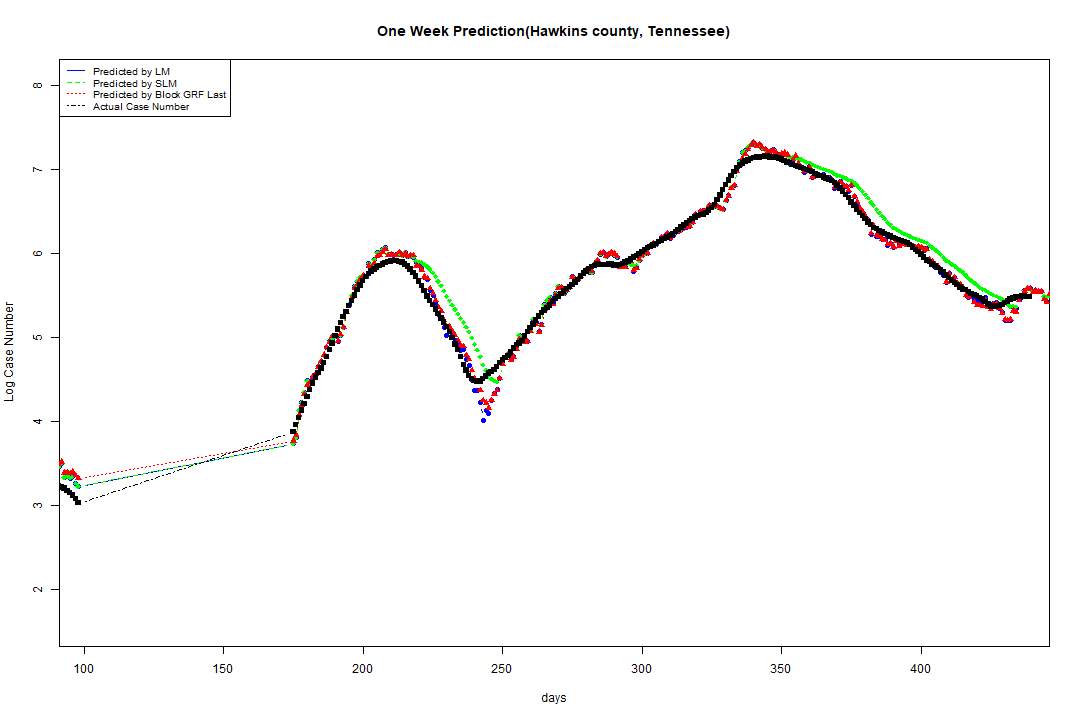 One Week Prediction(Hawkins county, Tennessee)
Predicted by LM
Predicted by SLM
Predicted by Block GRF Last
Actual Case Number
8
7
6
5
4
3
2
Log Case Number
100 150 200 250 300 350 400
days